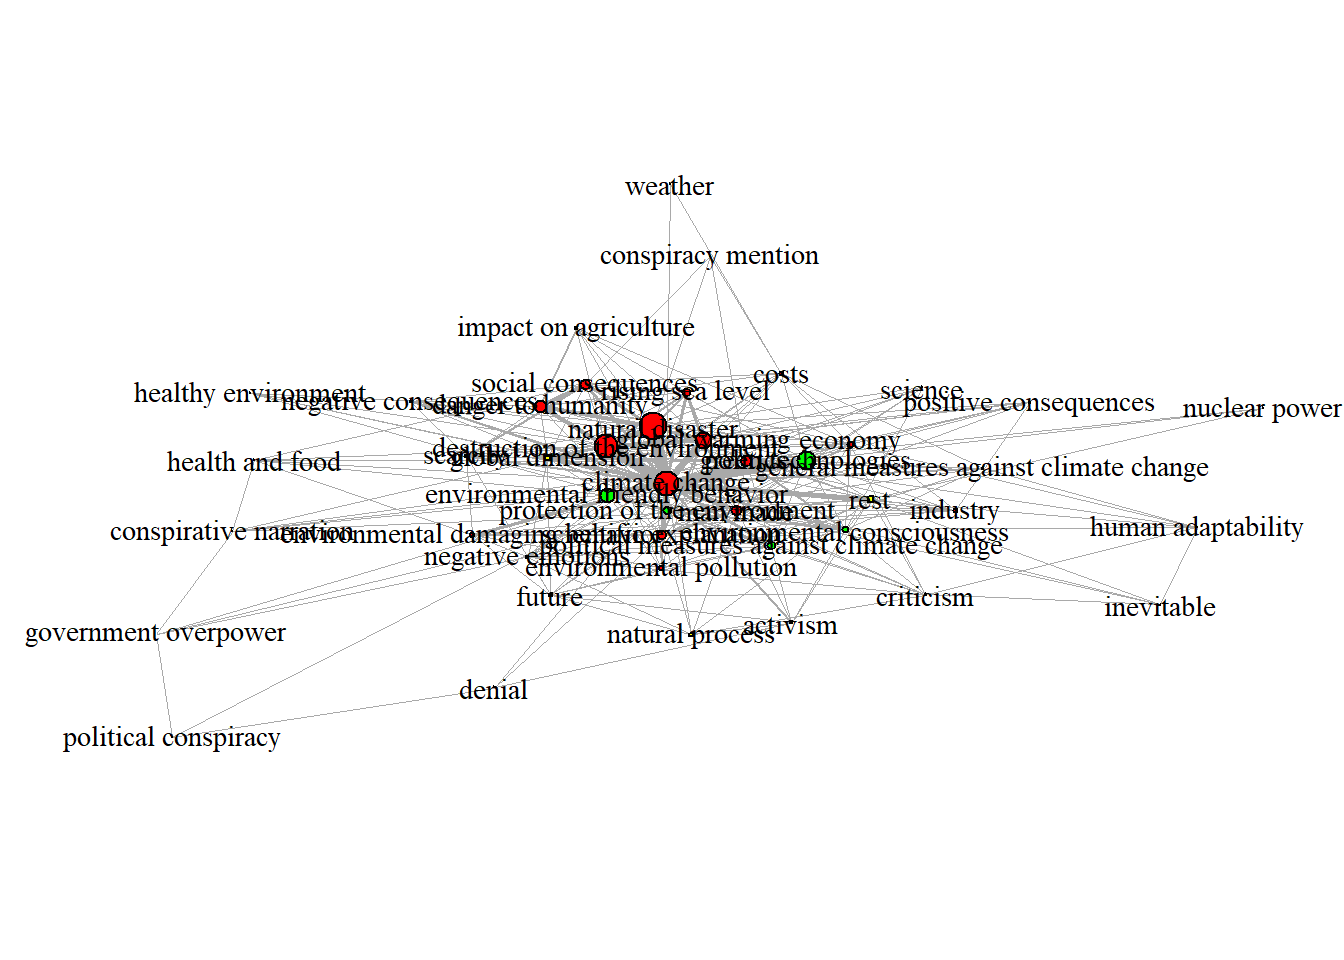 weather
conspiracy mention
impact on agriculture
costs
social consequences
rising sea level
science
healthy environment
negative consequences
danger to humanity
positive consequences
nuclear power
natural disaster
global warming
economy
destruction of the environment
scarcity
global dimension
politics
green technologies
health and food
general measures against climate change
climate change
environmental friendly behavior
rest
protection of the environment
man made
industry
conspirative narration
human adaptability
environmental damaging behavior
scientific explanation
environmental consciousness
political measures against climate change
negative emotions
environmental pollution
future
criticism
inevitable
activism
government overpower
natural process
denial
political conspiracy